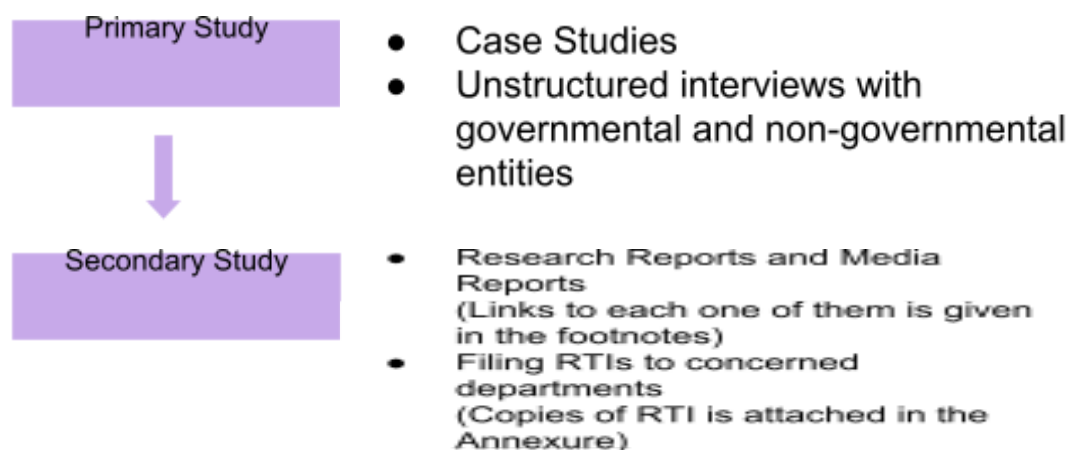 Primary Study
● Case Studies
● Unstructured interviews with
governmental and non-governmental
entities
Secondary Study
● Research Reports and Media
Reports
(Links to each one of them is given
in the footnotes)
● Filing RTIs to concerned
departments
(Copies of RTI is attached in the
Annexure)